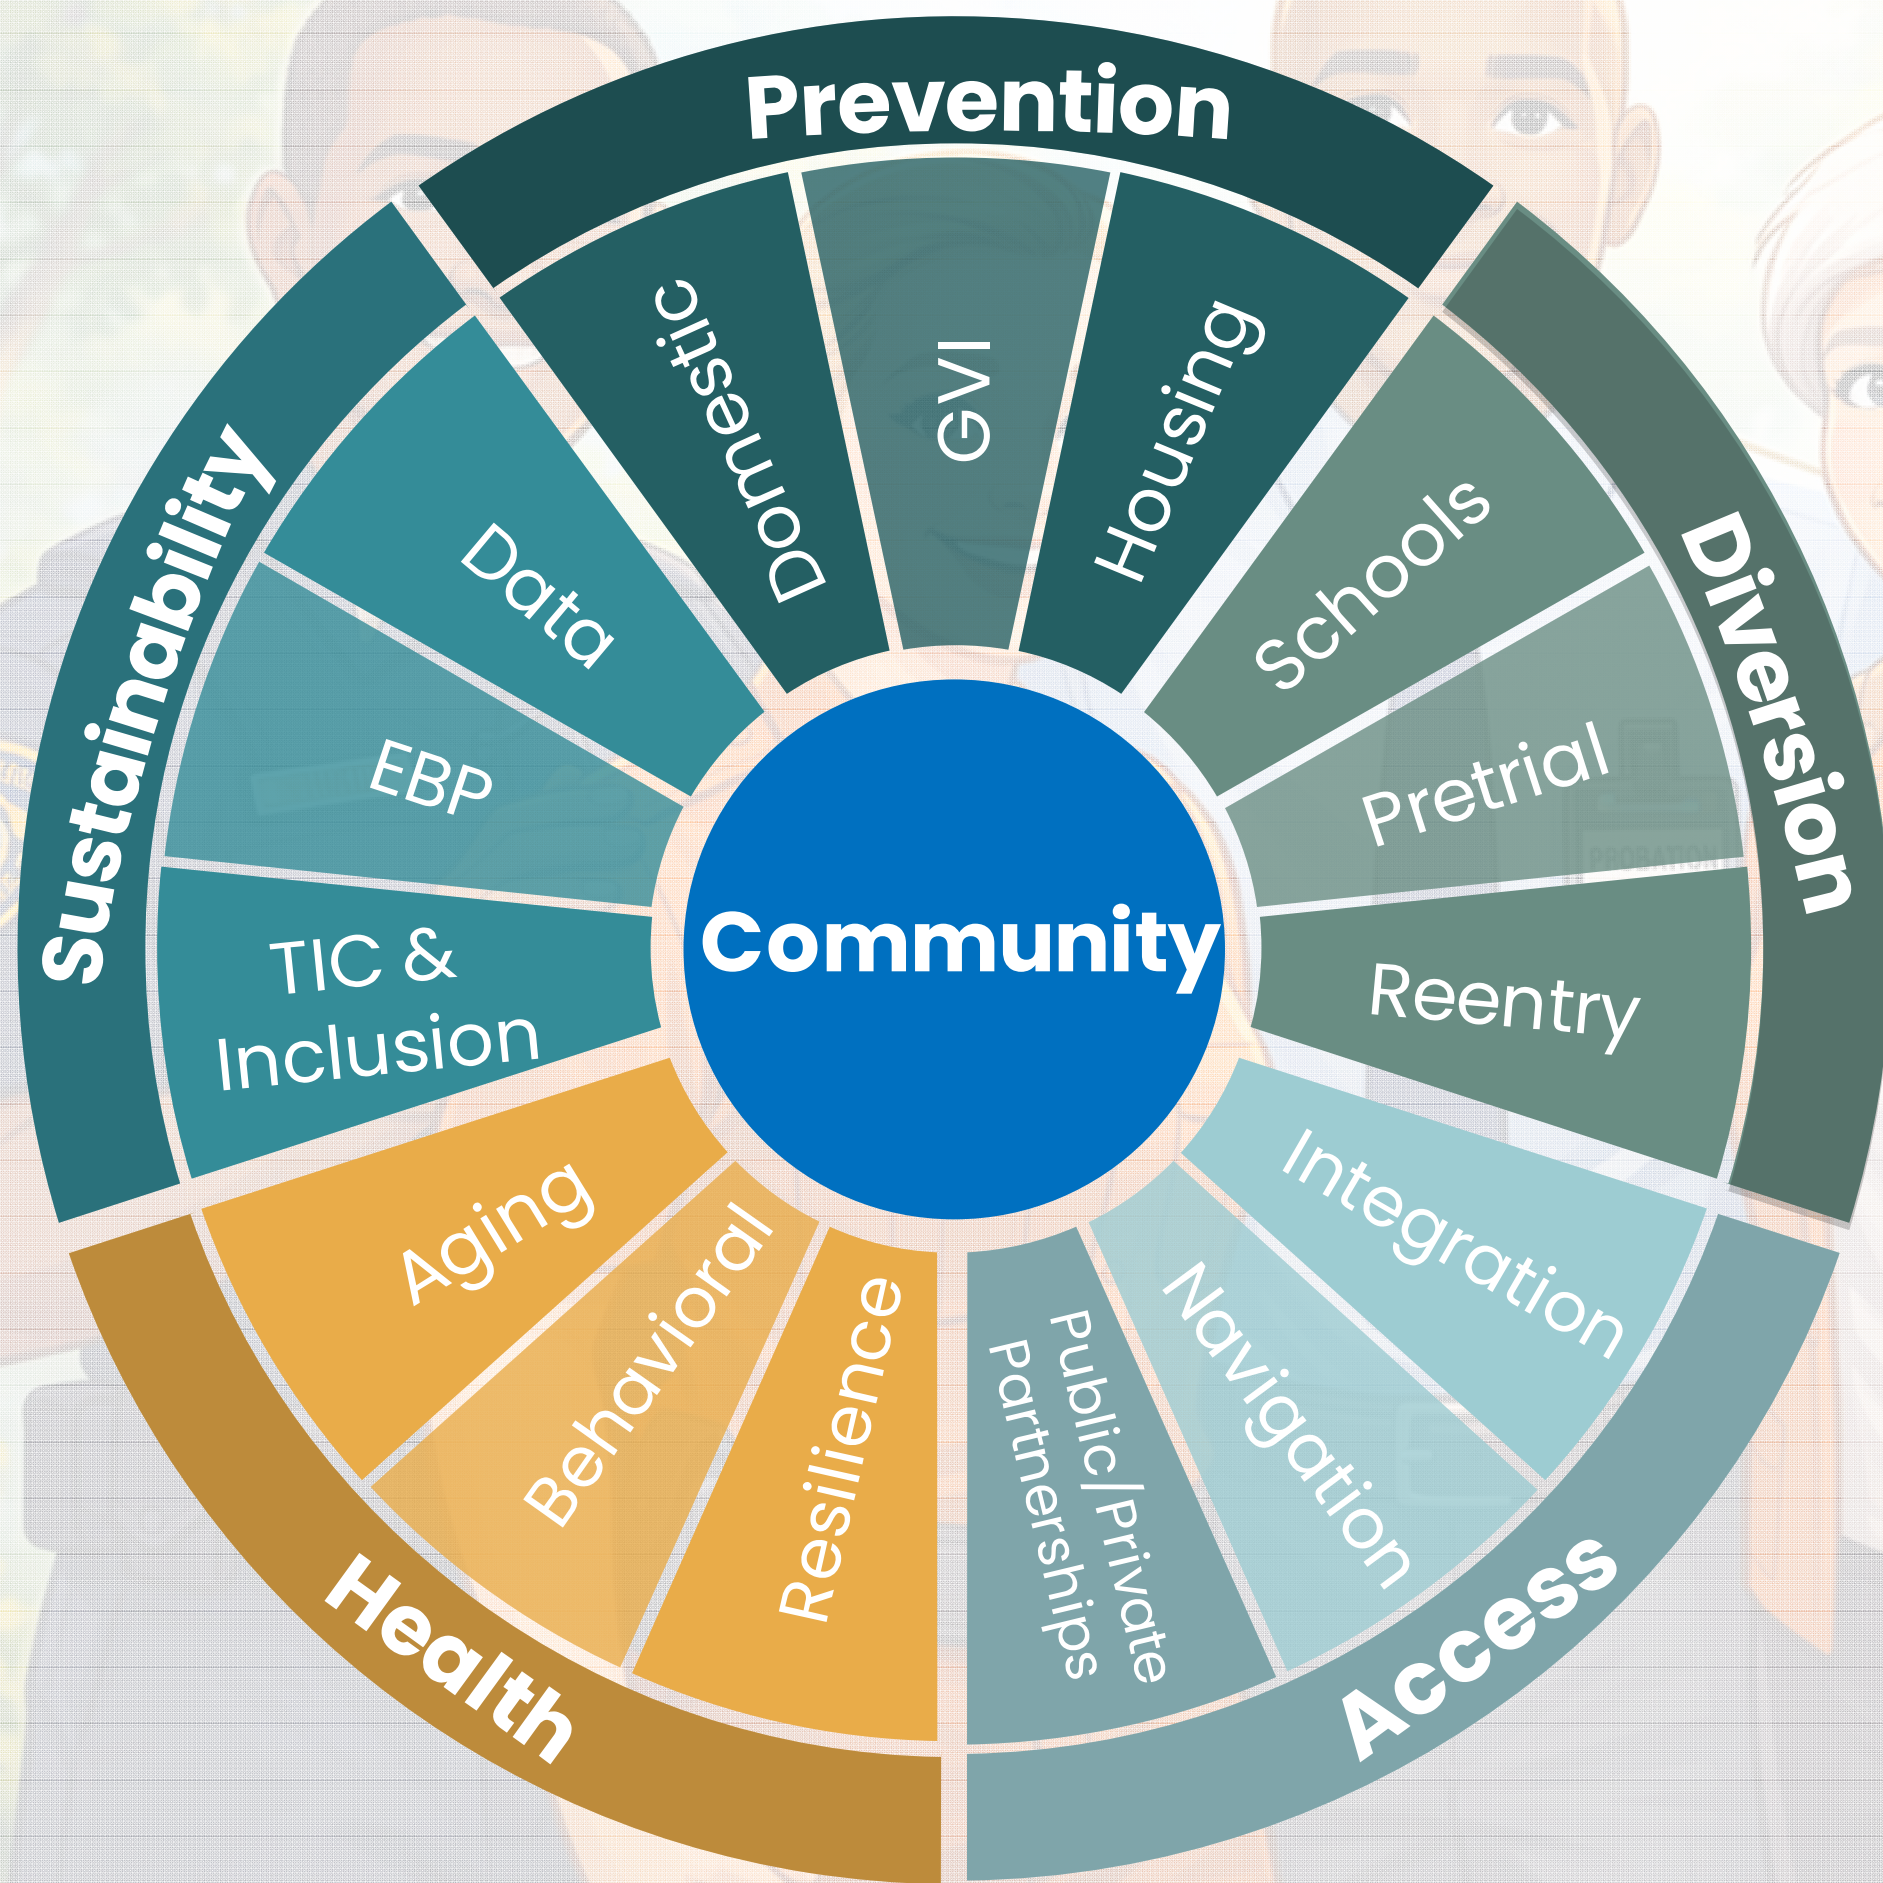 Prevention
Domestic
GVI
Housing
Diversion
Schools
Pretrial
PROBATION
Reentry
Access
Integration
Navigation
Public/Private
Partnerships
Health
Resilience
Behavioral
Aging
Sustainability
TIC &
Inclusion
EBP
Data
Community